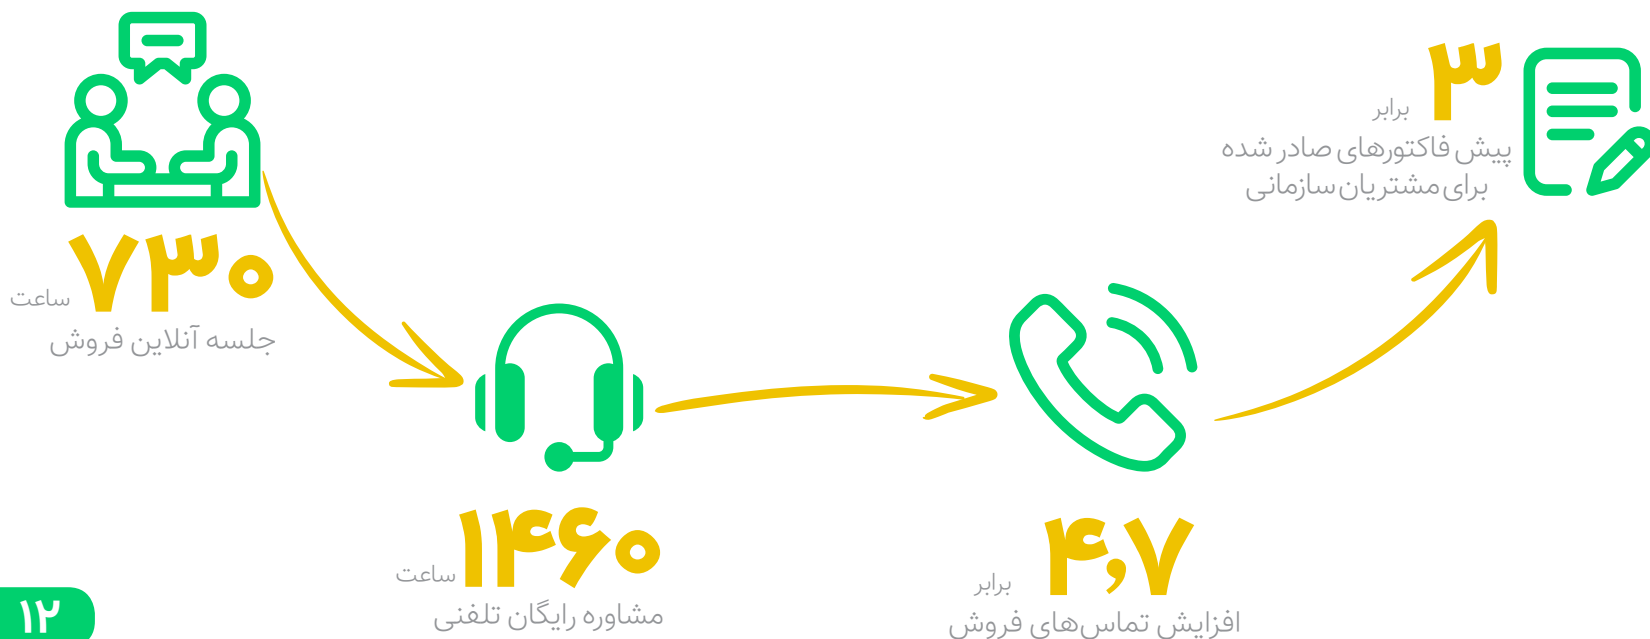 ۷۳۰ ساعت
جلسه آنلاین فروش
۱۴۶۰ ساعت
مشاوره رایگان تلفنی
۴,۷ برابر
افزایش تماس‌های فروش
۳ برابر
پیش فاکتورهای صادر شده
برای مشتریان سازمانی
۱۲